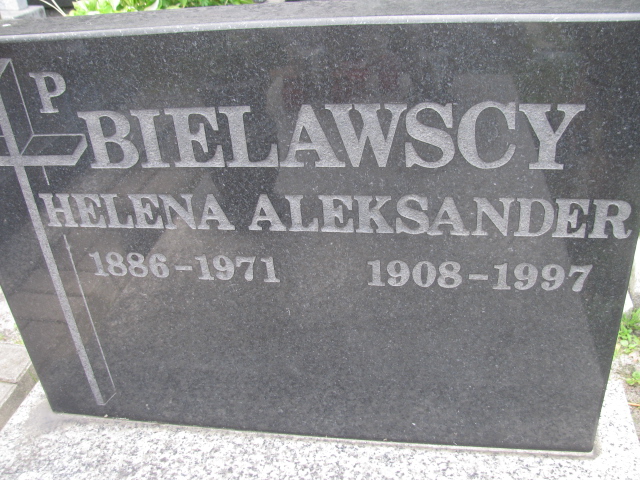 P
BIELAWSCY
HELENA ALEKSANDER
1886-1971 1908-1997